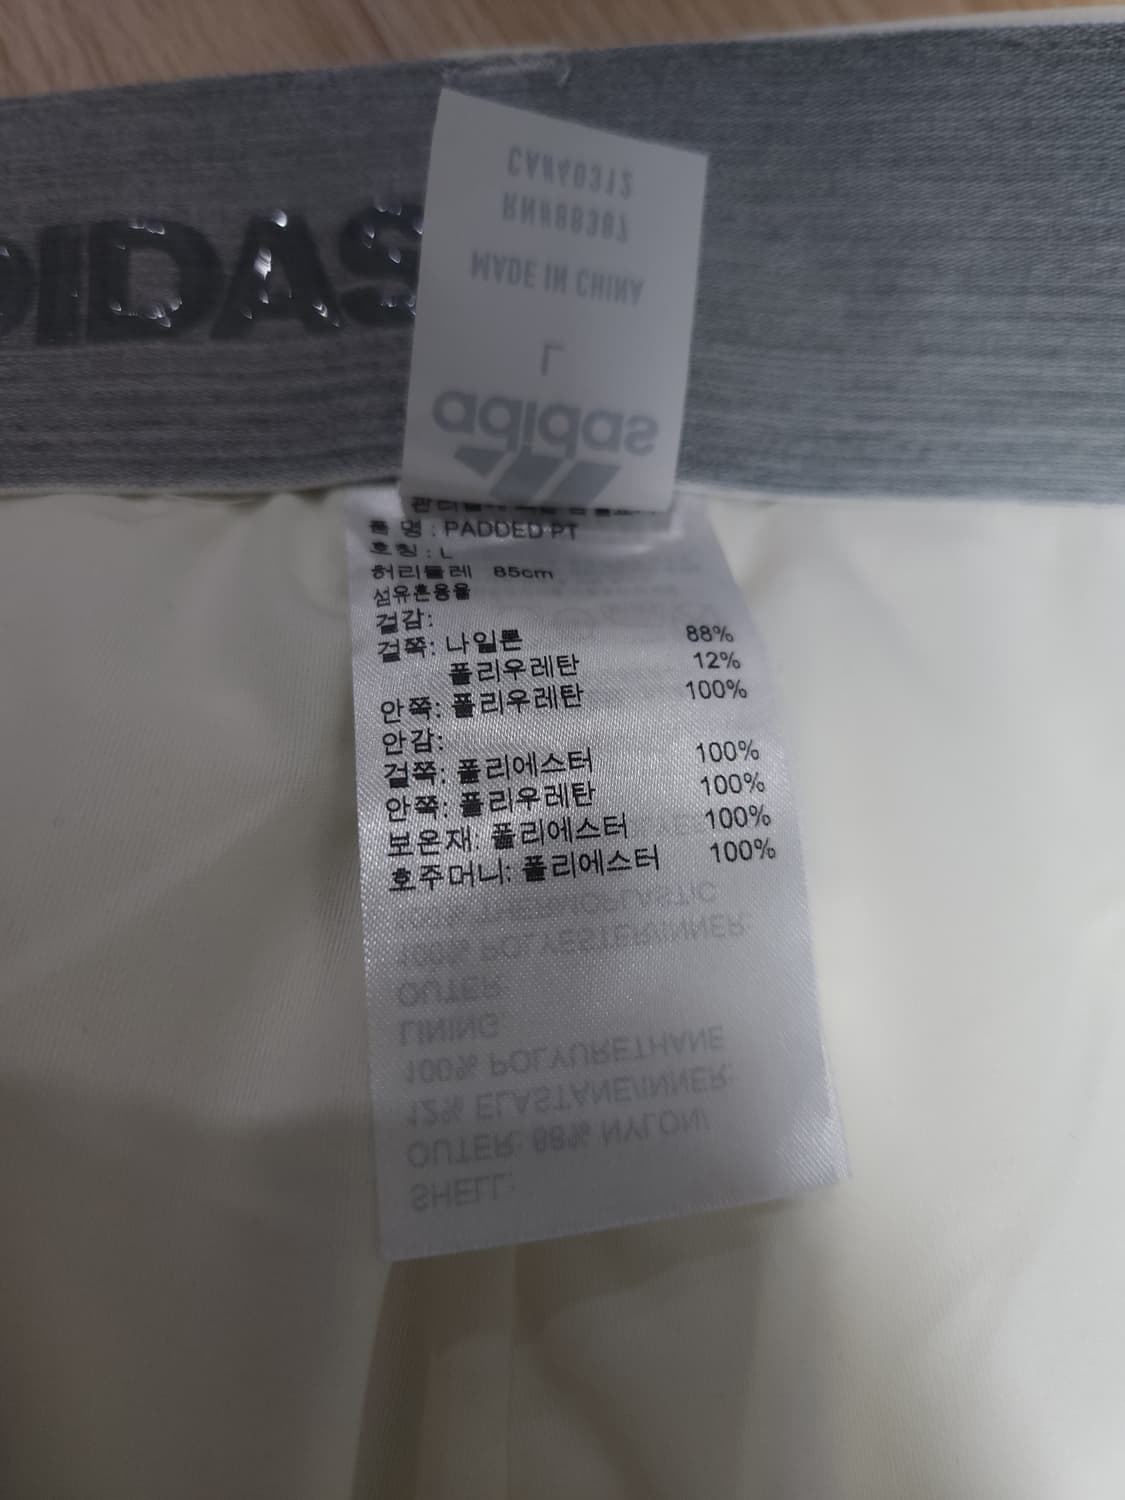 CA#40312
RN#88387
MADE IN CHINA
L
adidas
IDAS
품 명 : PADDED PT
호칭 : L
허리둘레 85cm
섬유혼용율
겉감:
겉쪽: 나일론 88%
폴리우레탄 12%
안쪽: 폴리우레탄 100%
안감:
겉쪽: 폴리에스터 100%
안쪽: 폴리우레탄 100%
보온재: 폴리에스터 100%
호주머니: 폴리에스터 100%
100% THERMOPLASTIC
100% POLYESTER/INNER:
OUTER:
LINING:
100% POLYURETHANE
12% ELASTANE/INNER:
OUTER: 88% NYLON/
SHELL: